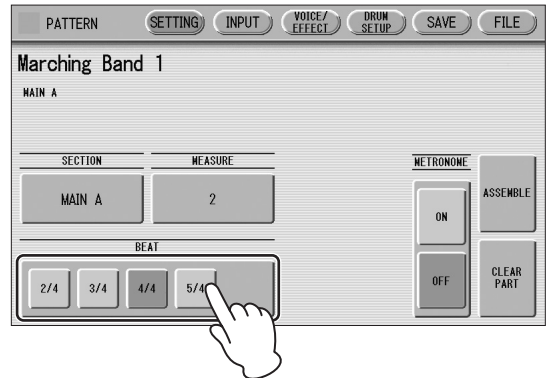 PATTERN SETTING INPUT VOICE/ EFFECT DRUM SETUP SAVE FILE
Marching Band 1
MAIN A
SECTION MEASURE METRONOME
MAIN A 2 ON ASSEMBLE
BEAT
2/4 3/4 4/4 5/4 OFF CLEAR PART